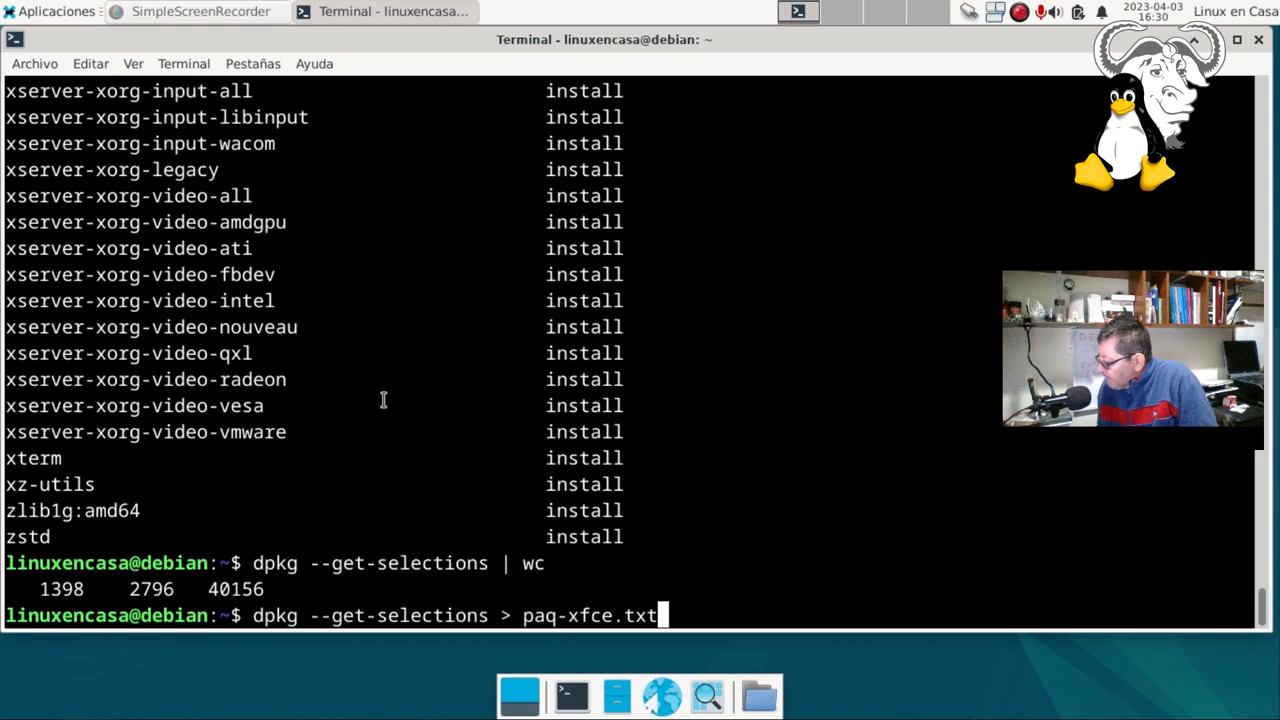 Aplicaciones
SimpleScreenRecorder
Terminal - linuxencasa...
2023-04-03
16:30
Linux en Casa
Terminal - linuxencasa@debian: ~
Archivo Editar Ver Terminal Pestañas Ayuda
xserver-xorg-input-all install
xserver-xorg-input-libinput install
xserver-xorg-input-wacom install
xserver-xorg-legacy install
xserver-xorg-video-all install
xserver-xorg-video-amdgpu install
xserver-xorg-video-ati install
xserver-xorg-video-fbdev install
xserver-xorg-video-intel install
xserver-xorg-video-nouveau install
xserver-xorg-video-qxl install
xserver-xorg-video-radeon install
xserver-xorg-video-vesa install
xserver-xorg-video-vmware install
xterm install
xz-utils install
zlib1g:amd64 install
zstd install
linuxencasa@debian:~$ dpkg --get-selections | wc
1398 2796 40156
linuxencasa@debian:~$ dpkg --get-selections > paq-xfce.txt